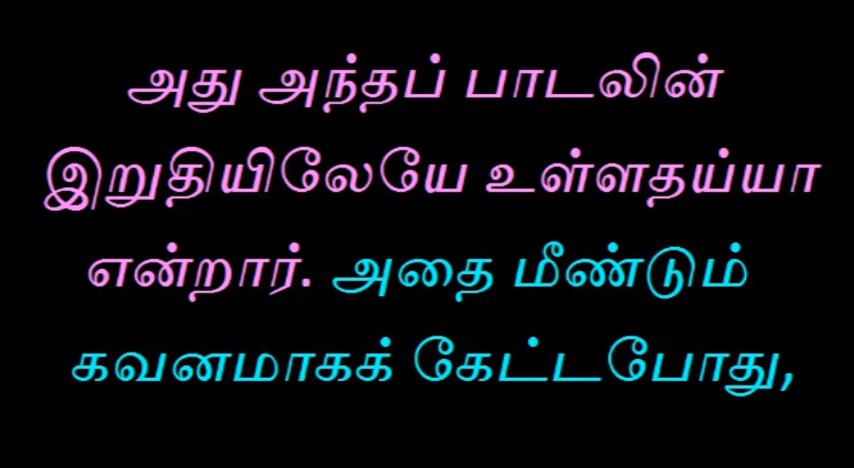 அது அந்தப் பாடலின்
இறுதியிலேயே உள்ளதய்யா
என்றார். அதை மீண்டும்
கவனமாகக் கேட்டபோது,